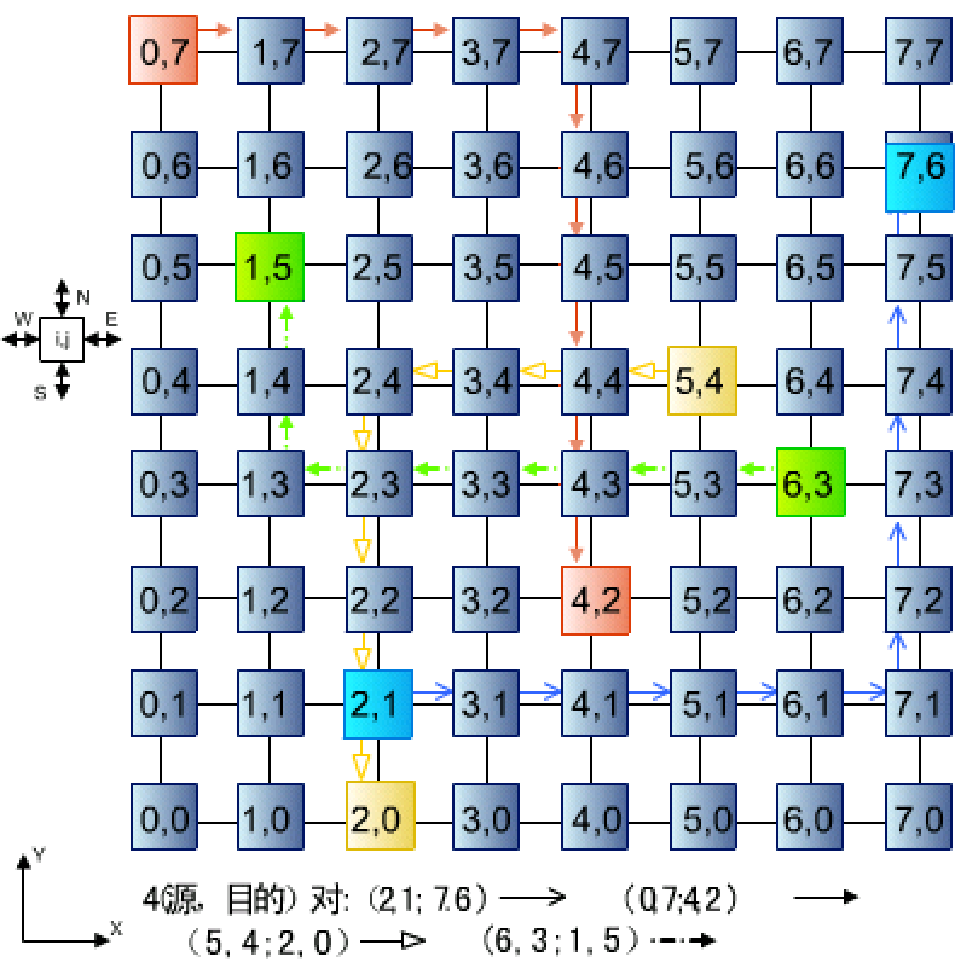 0,7 1,7 2,7 3,7 4,7 5,7 6,7 7,7
0,6 1,6 2,6 3,6 4,6 5,6 6,6 7,6
0,5 1,5 2,5 3,5 4,5 5,5 6,5 7,5
N
W E
i,j
S
0,4 1,4 2,4 3,4 4,4 5,4 6,4 7,4
0,3 1,3 2,3 3,3 4,3 5,3 6,3 7,3
0,2 1,2 2,2 3,2 4,2 5,2 6,2 7,2
0,1 1,1 2,1 3,1 4,1 5,1 6,1 7,1
0,0 1,0 2,0 3,0 4,0 5,0 6,0 7,0
Y
X
4(源，目的) 对: (2,1; 7,6) (0,7;4,2)
(5,4;2,0) (6,3;1,5)